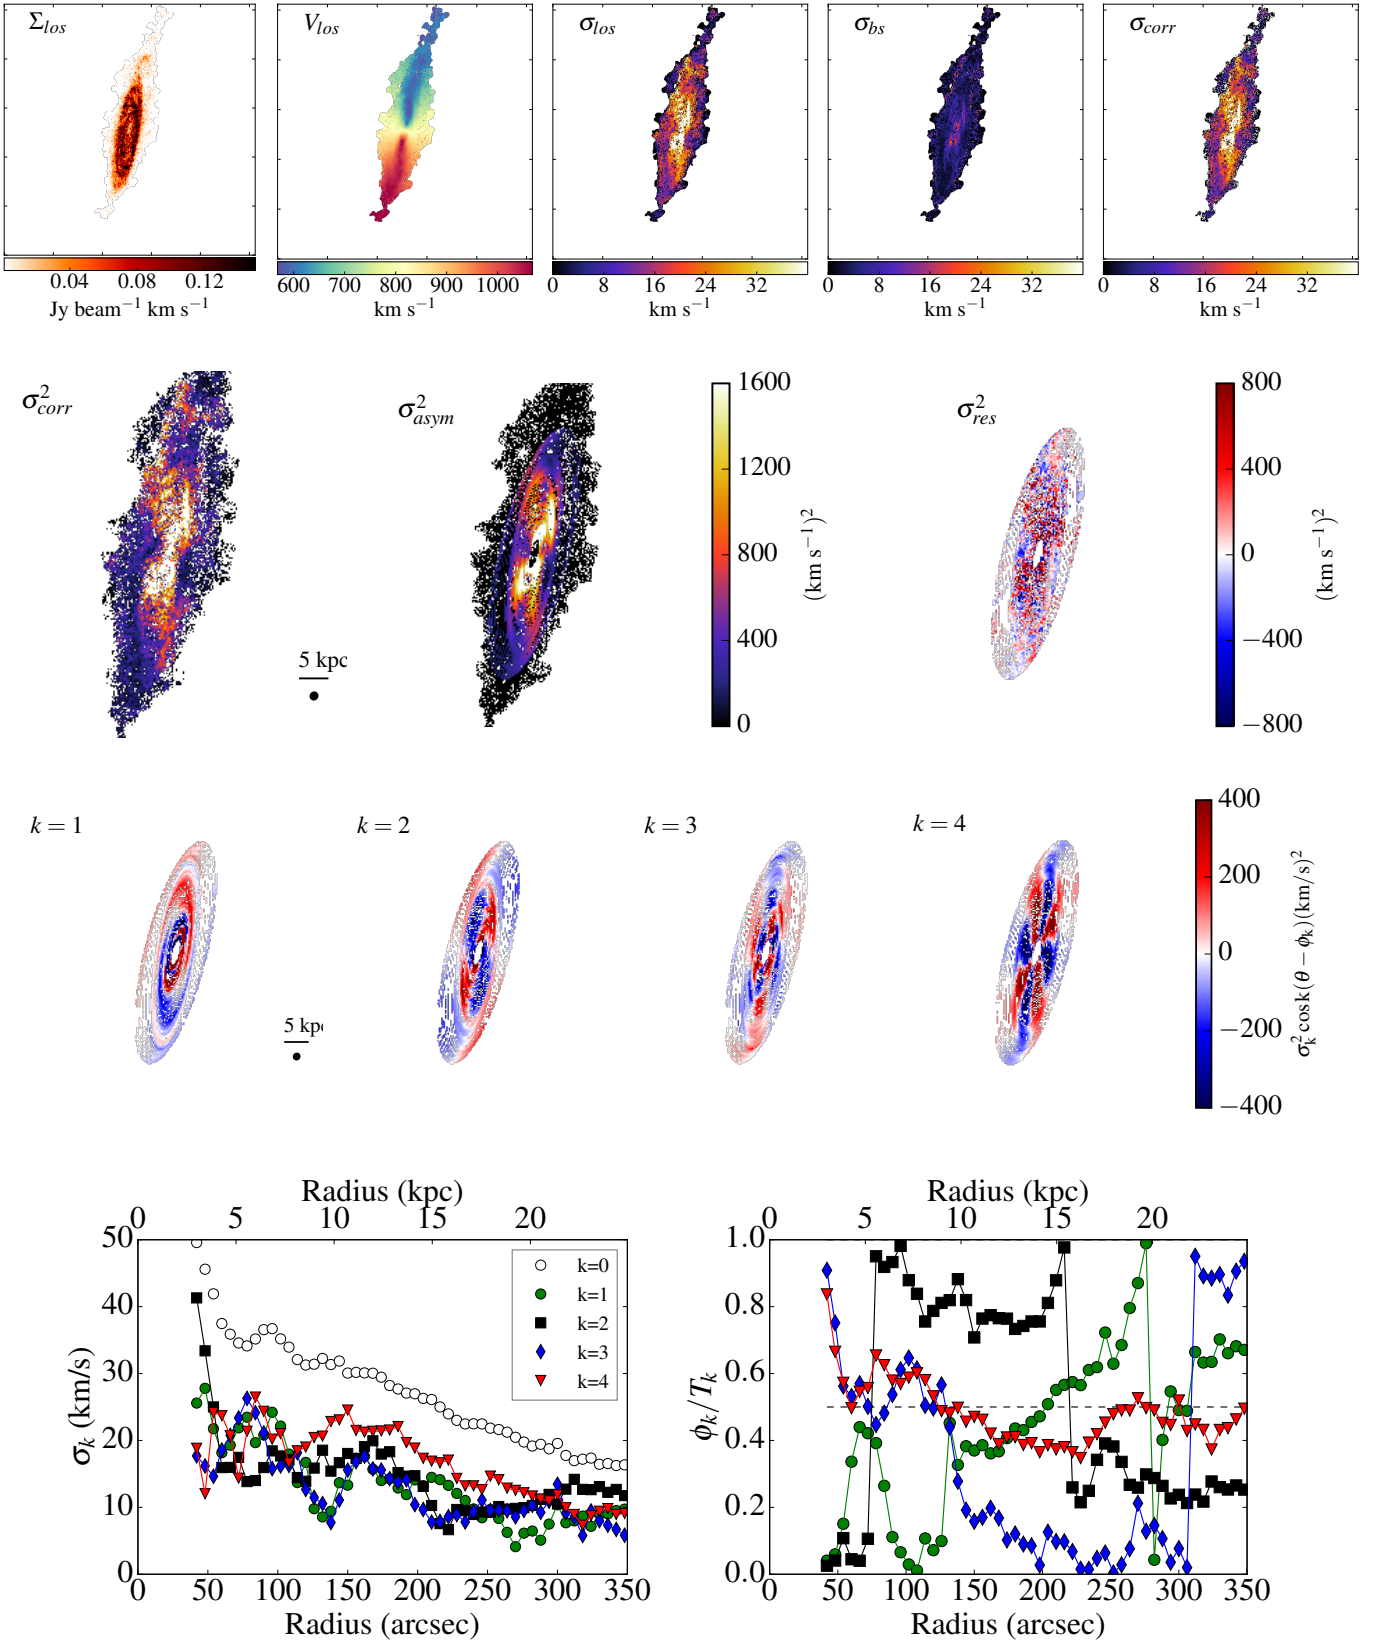 Σlos
Vlos
σlos
σbs
σcorr
0.04 0.08 0.12
600 700 800 900 1000
0 8 16 24 32
0 8 16 24 32
0 8 16 24 32
Jy beam⁻¹ km s⁻¹
km s⁻¹
km s⁻¹
km s⁻¹
km s⁻¹
σ²corr
σ²asym
σ²res
1600
1200
800
400
0
(km s⁻¹)²
800
400
0
−400
−800
(km s⁻¹)²
5 kpc
k = 1
k = 2
k = 3
k = 4
400
200
0
−200
−400
σ²k cos k(θ − ϕk)(km/s)²
5 kpc
Radius (kpc)
0 5 10 15 20
50
40
30
20
10
0
σk (km/s)
k=0
k=1
k=2
k=3
k=4
0 50 100 150 200 250 300 350
Radius (arcsec)
Radius (kpc)
0 5 10 15 20
1.0
0.8
0.6
0.4
0.2
0.0
ϕk/Tk
0 50 100 150 200 250 300 350
Radius (arcsec)